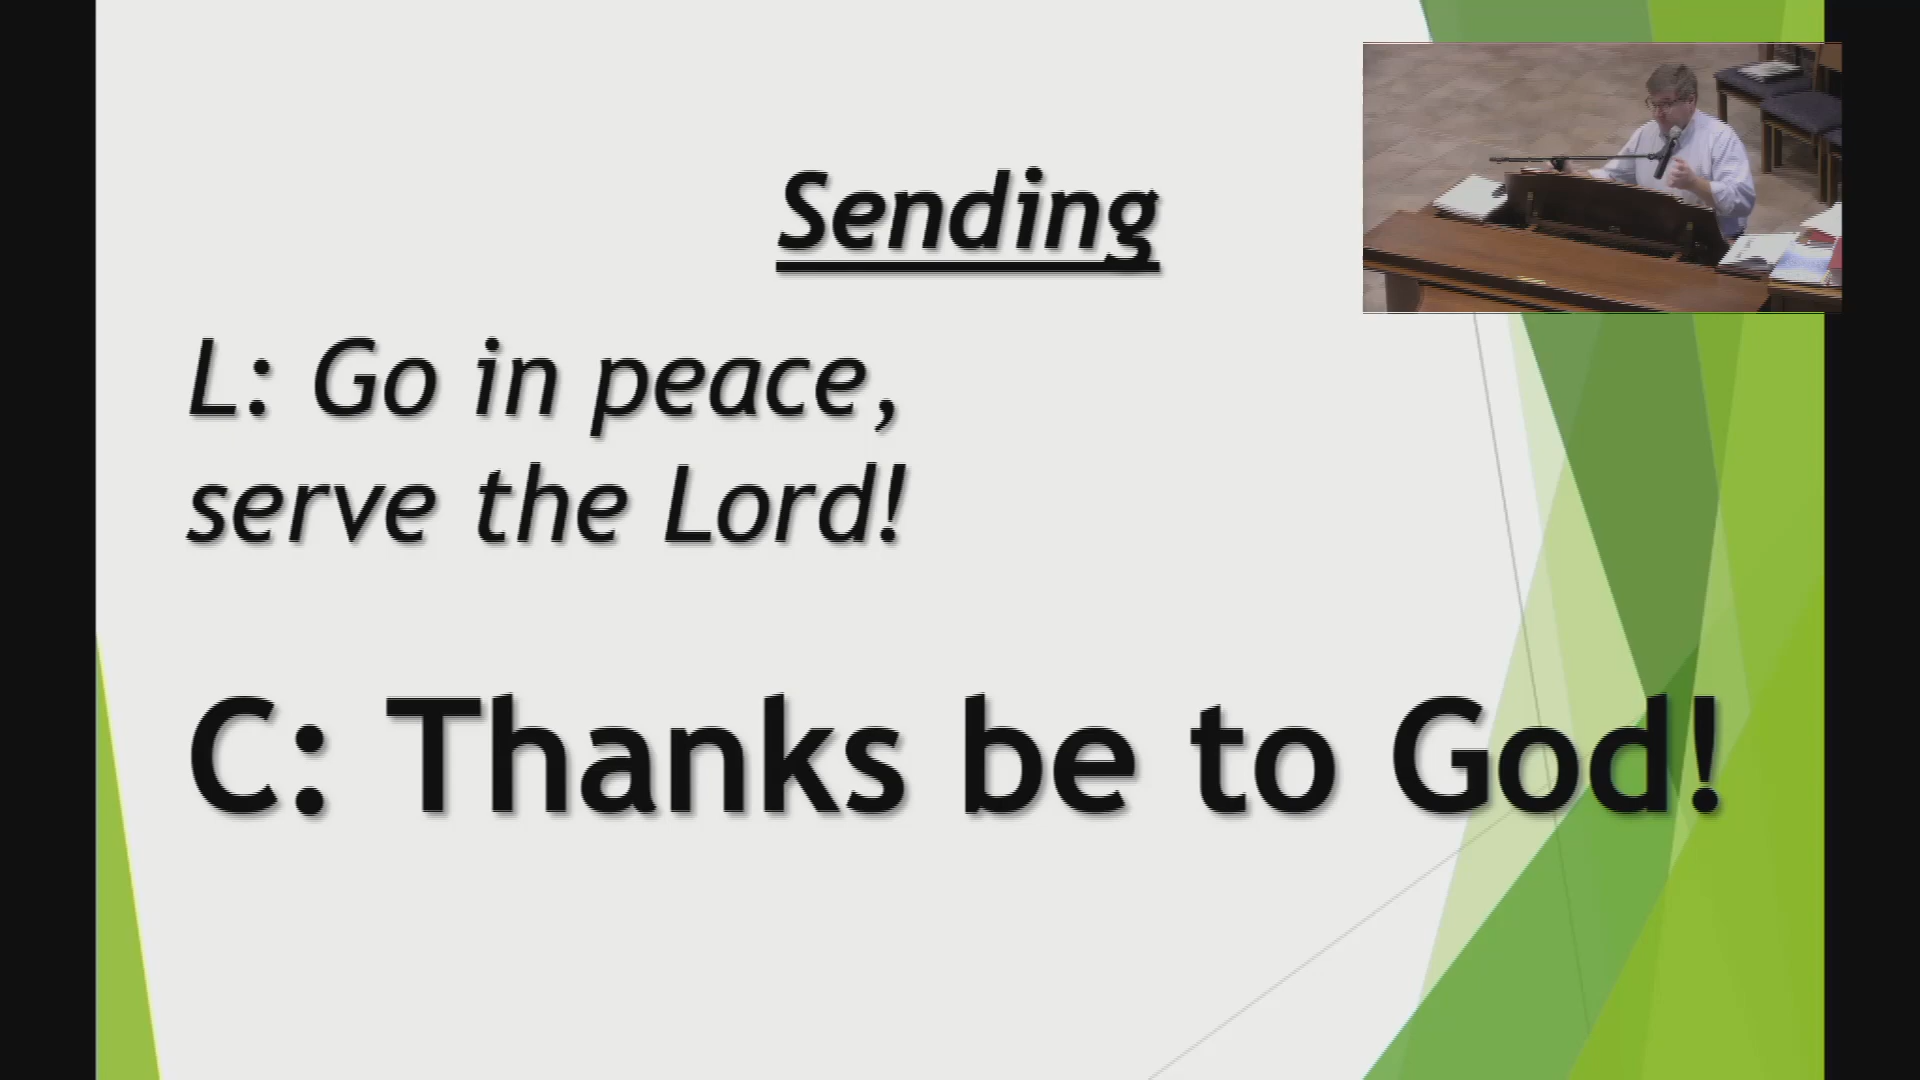 Sending
L: Go in peace,
serve the Lord!
C: Thanks be to God!